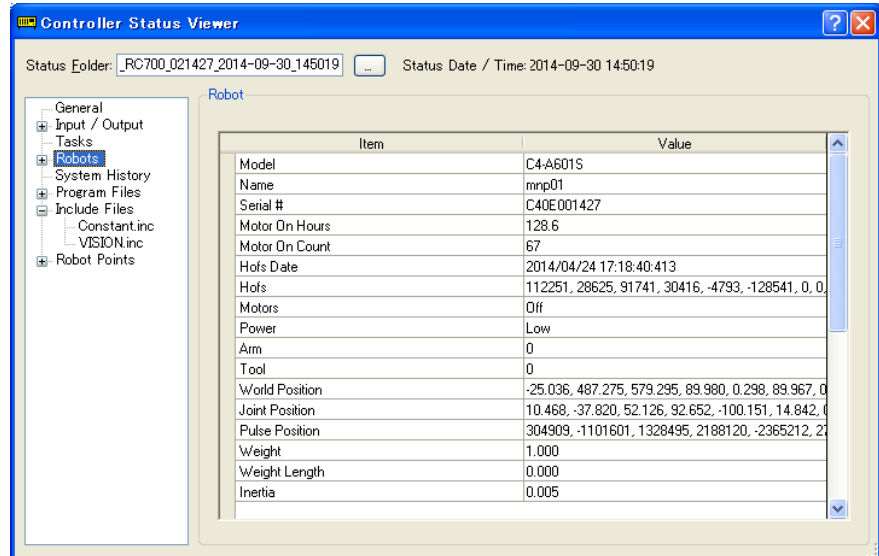 Controller Status Viewer
Status Folder: _RC700_021427_2014-09-30_145019 ... Status Date / Time: 2014-09-30 14:50:19
General
Input / Output
Tasks
Robots
System History
Program Files
Include Files
Constant.inc
VISION.inc
Robot Points
Robot
Item Value
Model C4-A601S
Name mnp01
Serial # C40E001427
Motor On Hours 128.6
Motor On Count 67
Hofs Date 2014/04/24 17:18:40:413
Hofs 112251, 28625, 91741, 30416, -4793, -128541, 0, 0,
Motors Off
Power Low
Arm 0
Tool 0
World Position -25.036, 487.275, 579.295, 89.980, 0.298, 89.967, 0
Joint Position 10.468, -37.820, 52.126, 92.652, -100.151, 14.842,
Pulse Position 304909, -1101601, 1328495, 2188120, -2365212,
Weight 1.000
Weight Length 0.000
Inertia 0.005